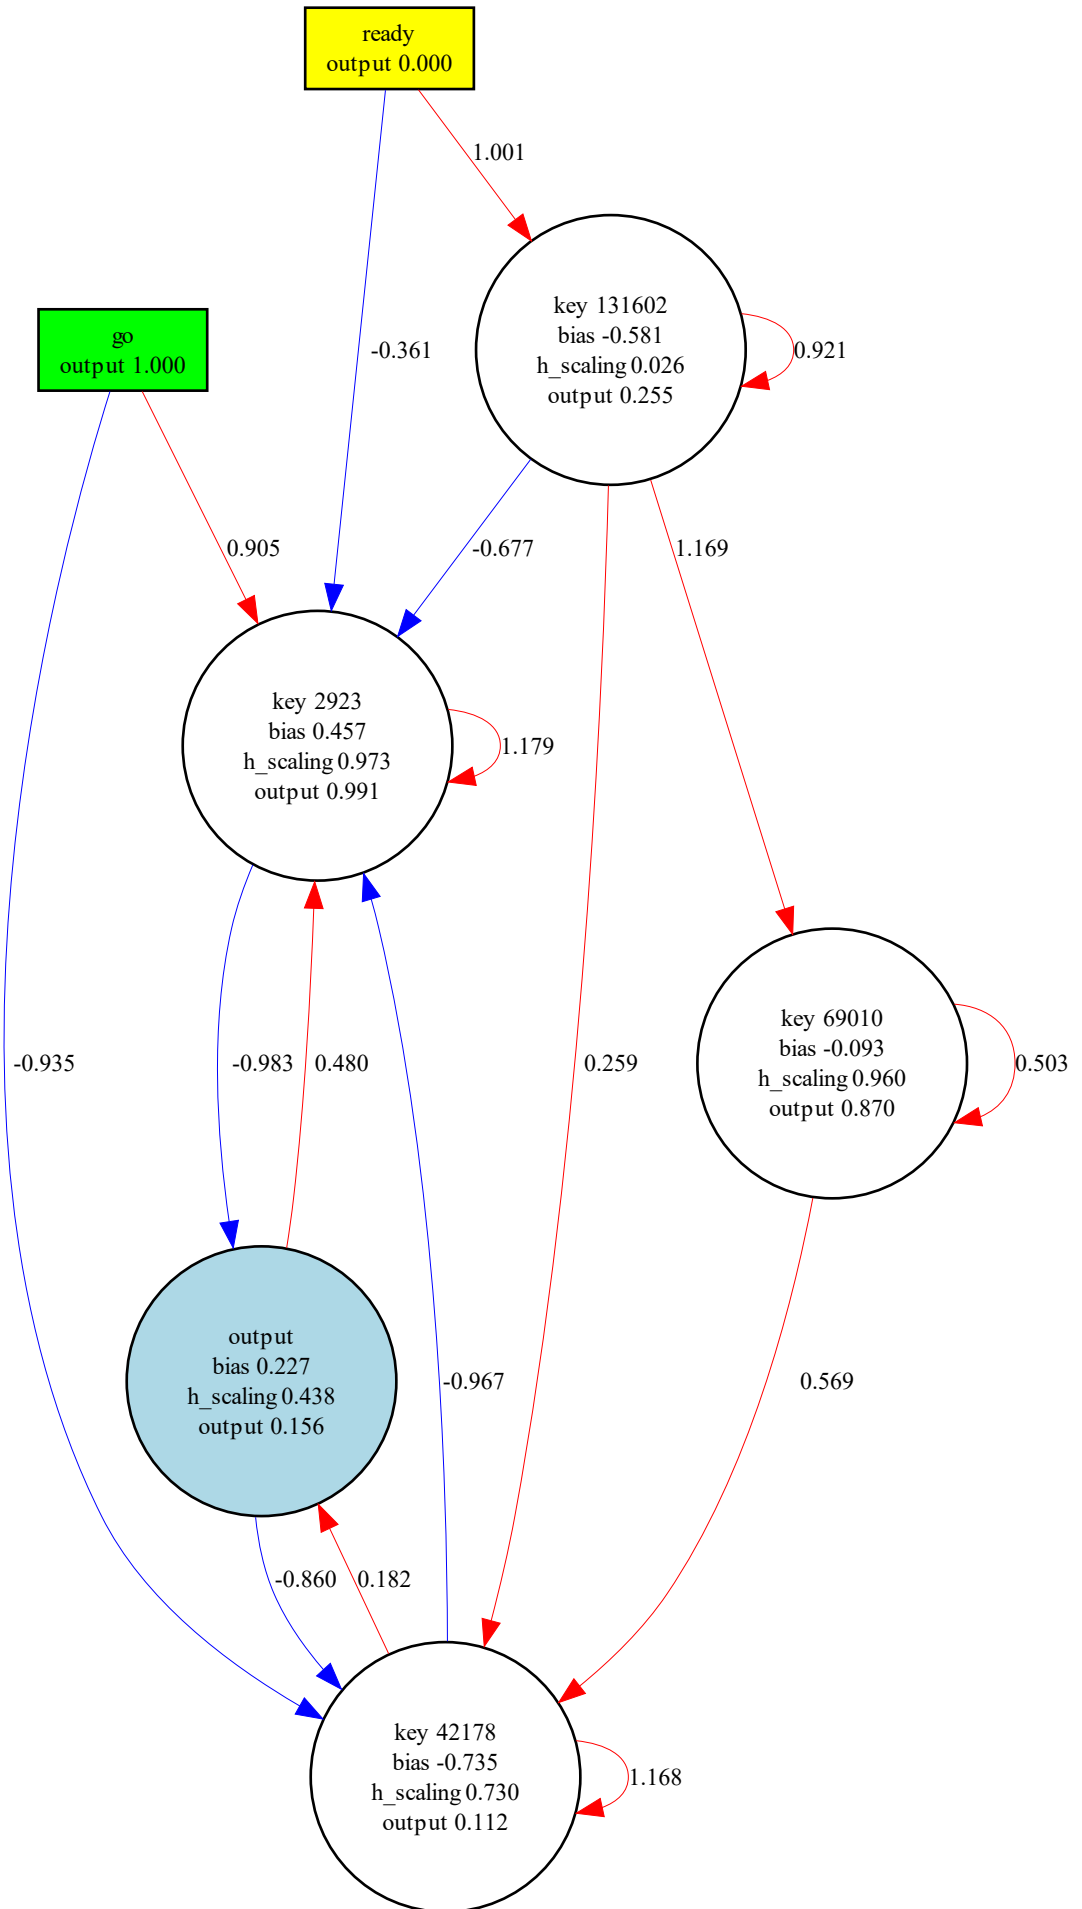 ready
output 0.000
1.001
key 131602
bias -0.581
h_scaling 0.026
output 0.255
0.921
go
output 1.000
-0.361
0.905
-0.677
1.169
key 2923
bias 0.457
h_scaling 0.973
output 0.991
1.179
key 69010
bias -0.093
h_scaling 0.960
output 0.870
0.503
-0.935
-0.983
0.480
0.259
output
bias 0.227
h_scaling 0.438
output 0.156
-0.967
0.569
-0.860
0.182
key 42178
bias -0.735
h_scaling 0.730
output 0.112
1.168